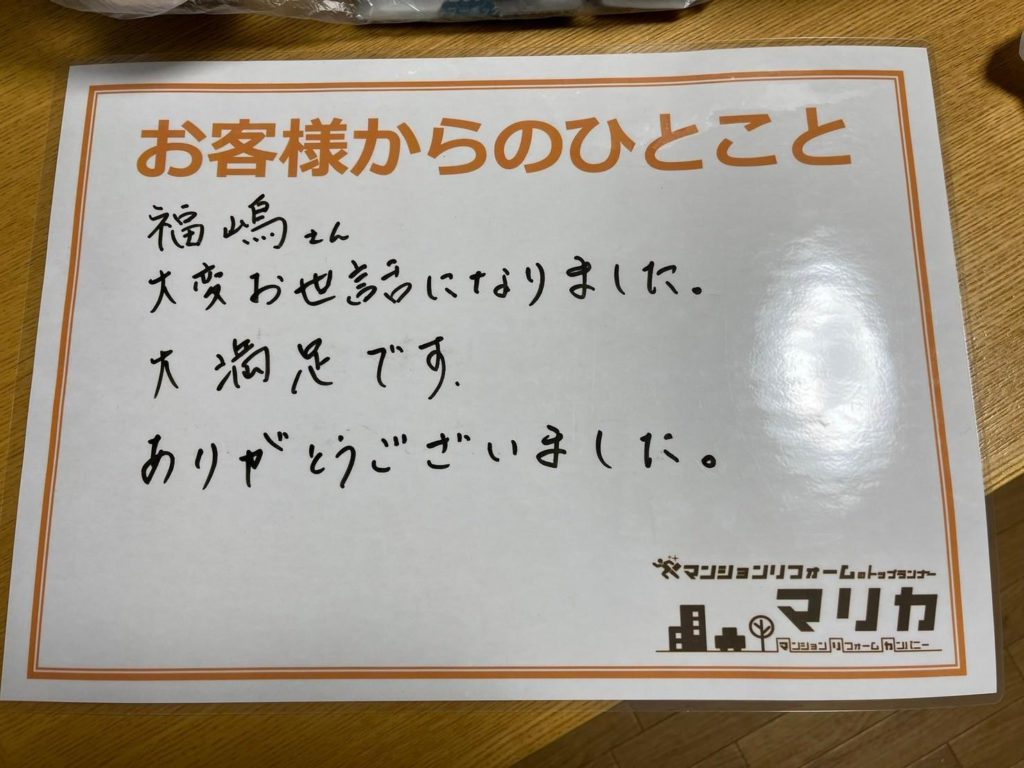 お客様からのひとこと
福嶋さん
大変お世話になりました。
大満足です.
ありがとうございました。
マンションリフォームのトップランナー
マリカ
マンションリフォームカンパニー